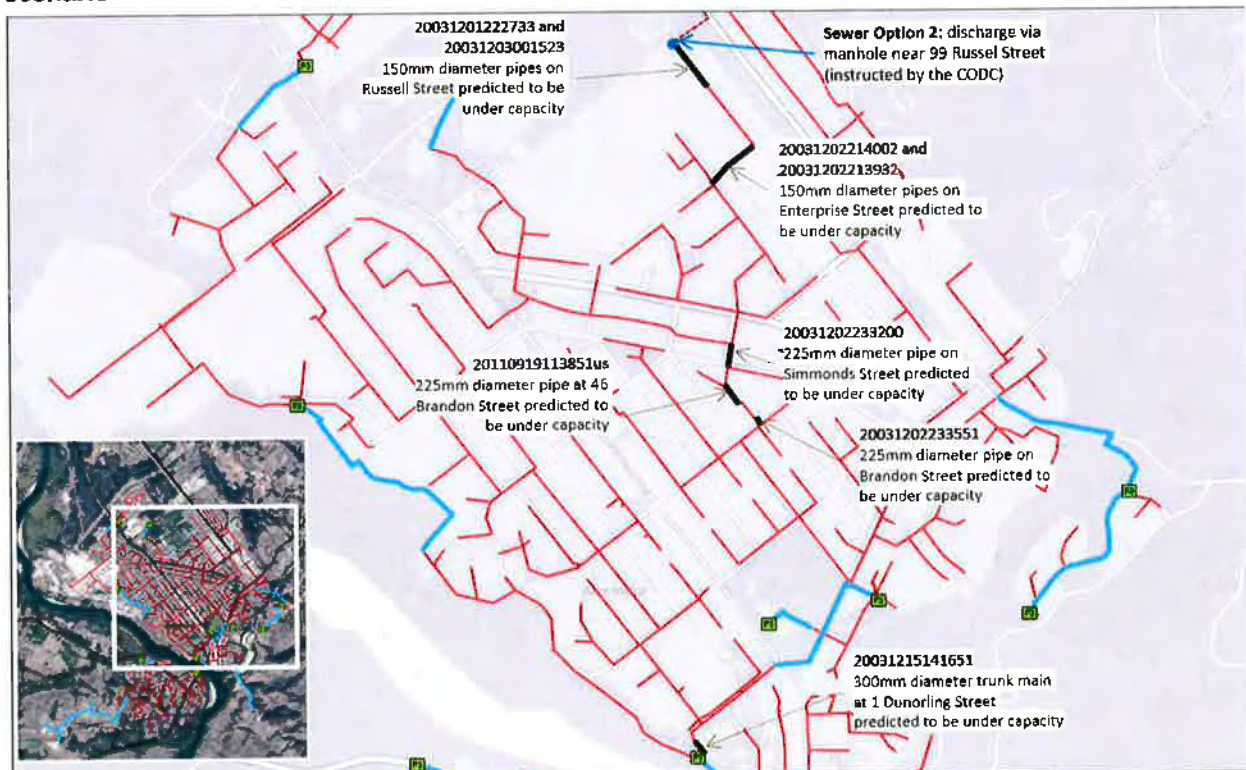 20031201222733 and
20031203001523
150mm diameter pipes on
Russell Street predicted to be
under capacity
Sewer Option 2; discharge via
manhole near 99 Russel Street
(instructed by the CODC)
20031202214002 and
20031202213932
150mm diameter pipes on
Enterprise Street predicted to
be under capacity
20031202233200
225mm diameter pipe on
Simmonds Street predicted
to be under capacity
20110919113851us
225mm diameter pipe at 46
Brandon Street predicted to
be under capacity
20031202233551
225mm diameter pipe on
Brandon Street predicted to
be under capacity
20031215141651
300mm diameter trunk main
at 1 Dunorling Street
predicted to be under capacity